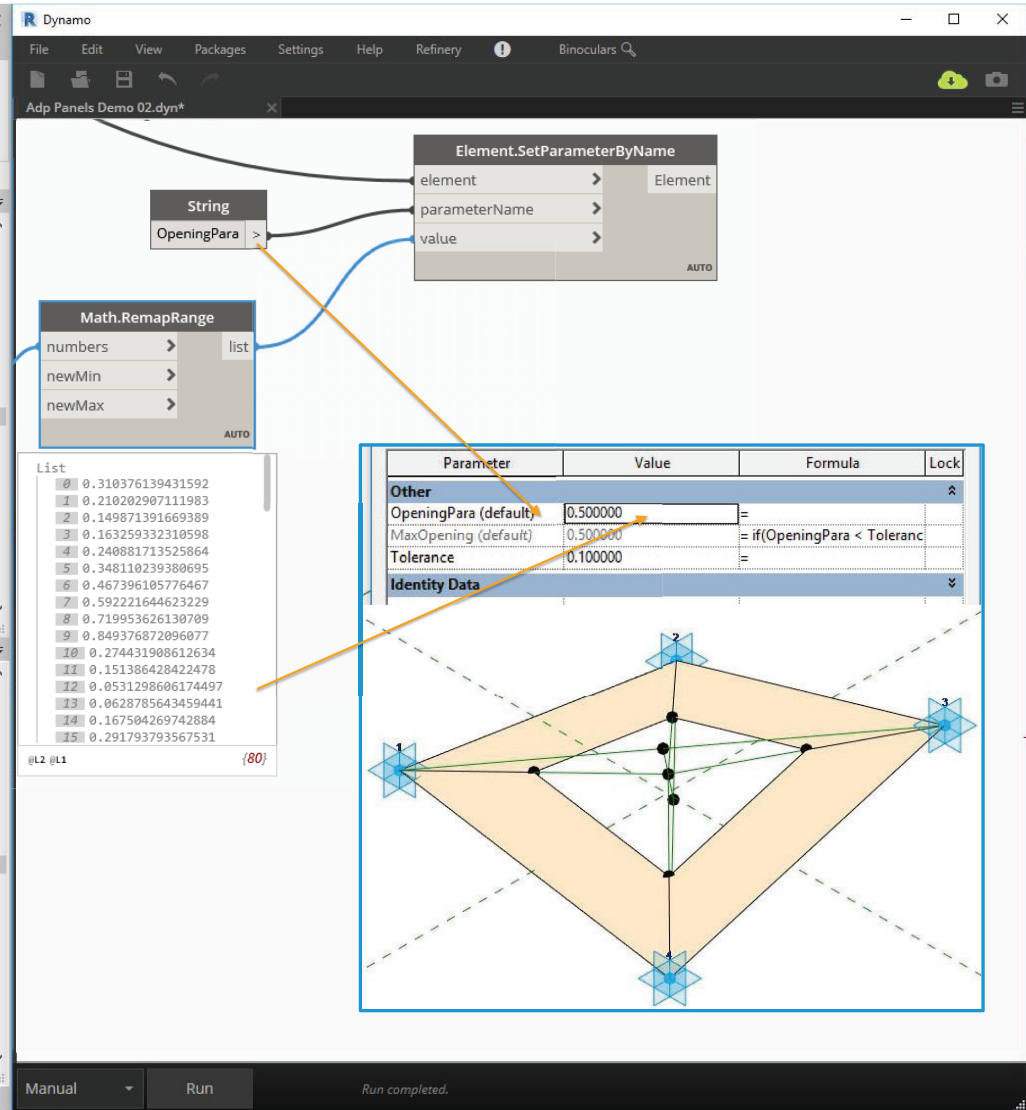 Dynamo
File Edit View Packages Settings Help Refinery ! Binoculars
Adp Panels Demo 02.dyn*
Element.SetParameterByName
element > Element
parameterName >
value >
AUTO
String
OpeningPara >
Math.RemapRange
numbers > list
newMin >
newMax >
AUTO
List
0 0.310376139431592
1 0.210202907111983
2 0.149871391669389
3 0.163259332310598
4 0.240881713525864
5 0.348110239380695
6 0.467396105776467
7 0.592221644623229
8 0.719953626130709
9 0.849376872096077
10 0.274431908612634
11 0.151386428422478
12 0.0531298606174497
13 0.0628785643459441
14 0.167504269742884
15 0.291793793567531
@L2 @L1 {80}
Parameter Value Formula Lock
Other
OpeningPara (default) 0.500000 =
MaxOpening (default) 0.500000 = if(OpeningPara < Toleranc
Tolerance 0.100000 =
Identity Data
2
3
1
4
Manual Run Run completed.